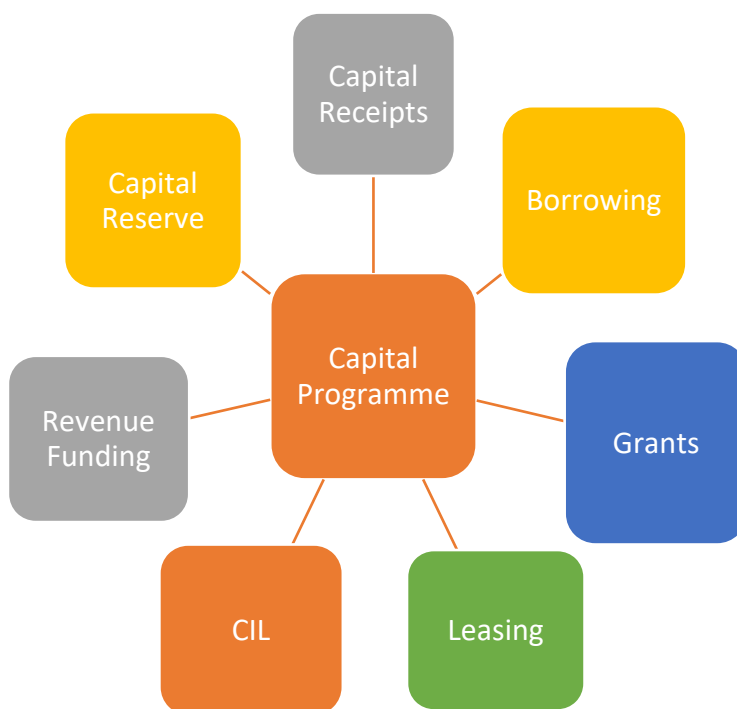 Capital
Receipts
Capital
Reserve
Borrowing
Capital
Programme
Revenue
Funding
Grants
CIL
Leasing